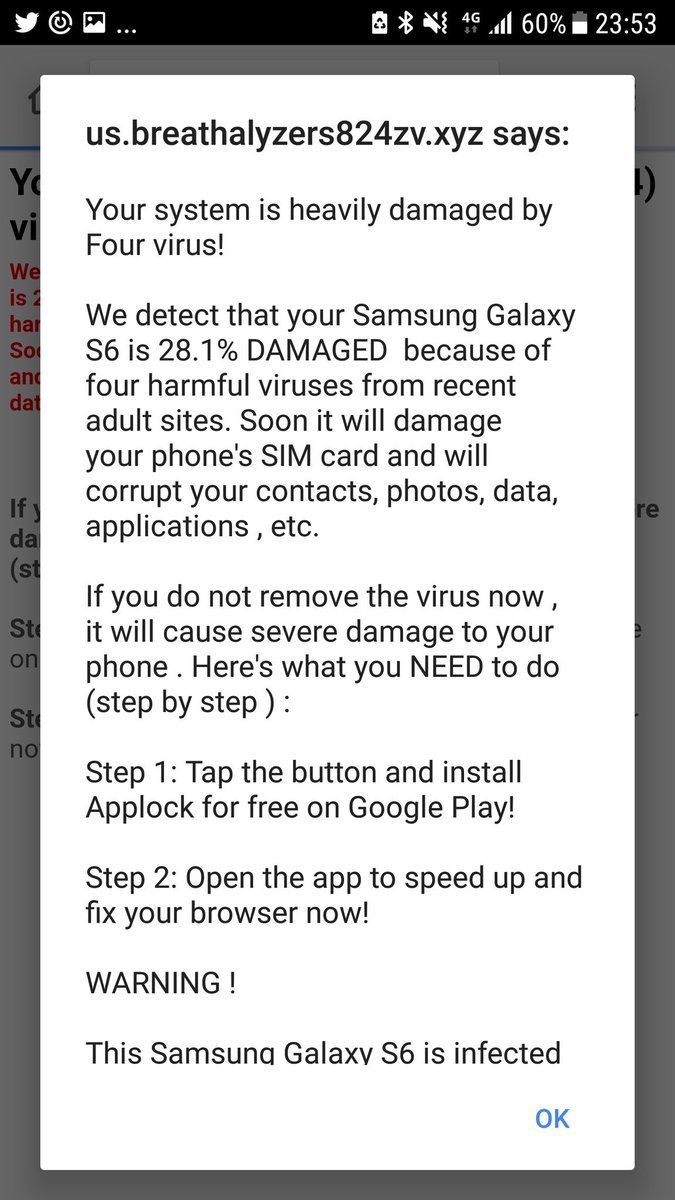 ... 4G 60% 23:53
us.breathalyzers824zv.xyz says:
Your system is heavily damaged by
Four virus!
We detect that your Samsung Galaxy
S6 is 28.1% DAMAGED  because of
four harmful viruses from recent
adult sites. Soon it will damage
your phone's SIM card and will
corrupt your contacts, photos, data,
applications , etc.
If you do not remove the virus now ,
it will cause severe damage to your
phone . Here's what you NEED to do
(step by step ) :
Step 1: Tap the button and install
Applock for free on Google Play!
Step 2: Open the app to speed up and
fix your browser now!
WARNING !
This Samsung Galaxy S6 is infected
OK